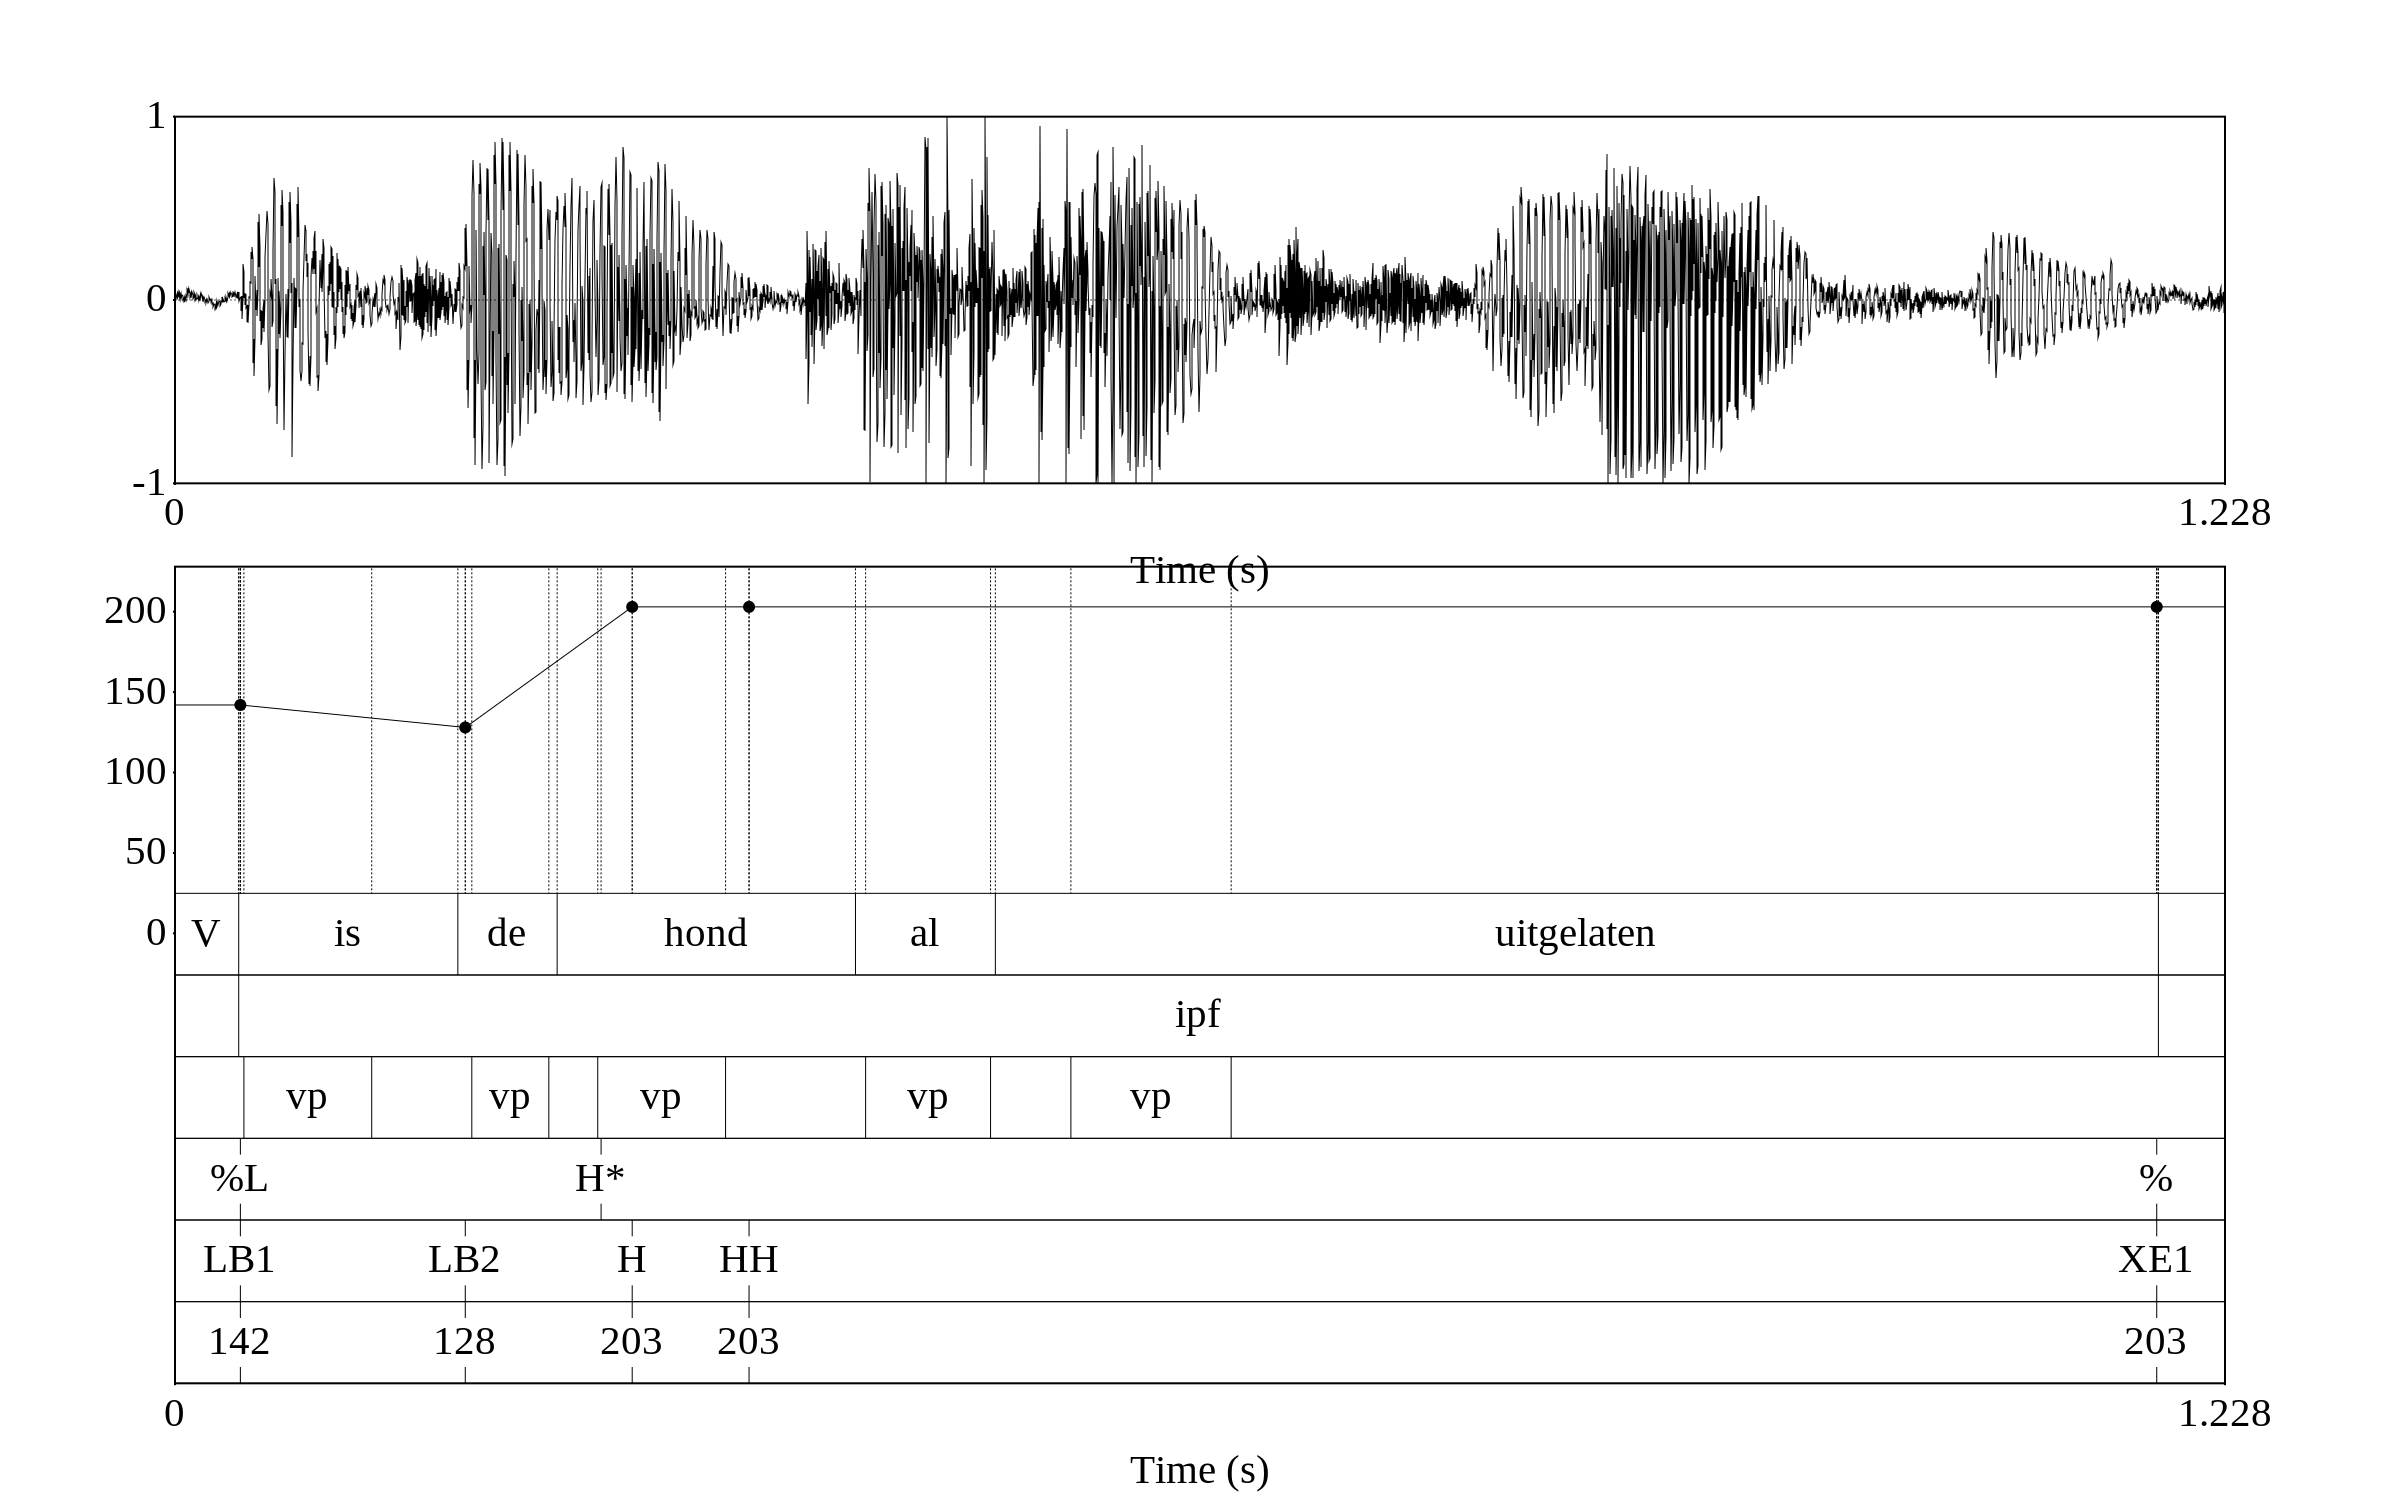 1
0
-1
0 1.228
Time (s)
200
150
100
50
0 V is de hond al uitgelaten
ipf
vp vp vp vp vp
%L H* %
LB1 LB2 H HH XE1
142 128 203 203 203
0 1.228
Time (s)